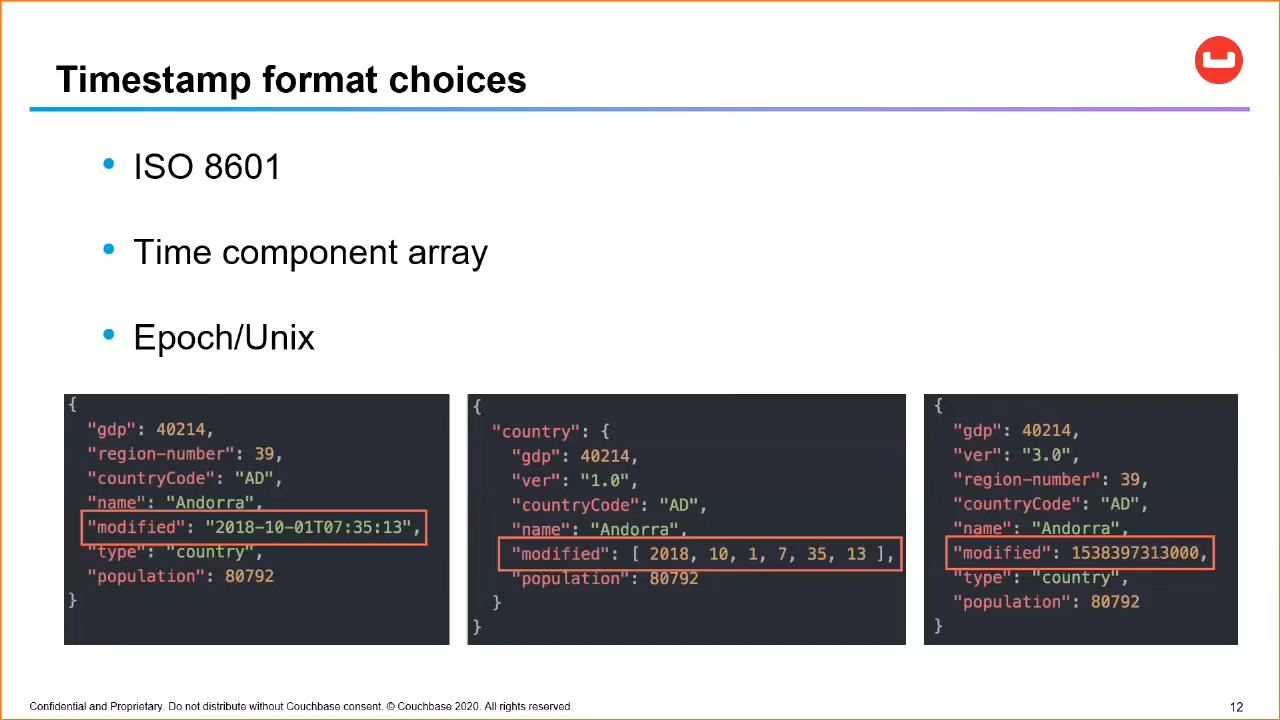 Timestamp format choices
• ISO 8601
• Time component array
• Epoch/Unix
{
"gdp": 40214,
"region-number": 39,
"countryCode": "AD",
"name": "Andorra",
"modified": "2018-10-01T07:35:13",
"type": "country",
"population": 80792
}
{
"country": {
"gdp": 40214,
"ver": "1.0",
"countryCode": "AD",
"name": "Andorra",
"modified": [ 2018, 10, 1, 7, 35, 13 ],
"population": 80792
}
}
{
"gdp": 40214,
"ver": "3.0",
"region-number": 39,
"countryCode": "AD",
"name": "Andorra",
"modified": 1538397313000,
"type": "country",
"population": 80792
}
Confidential and Proprietary. Do not distribute without Couchbase consent. © Couchbase 2020. All rights reserved.
12